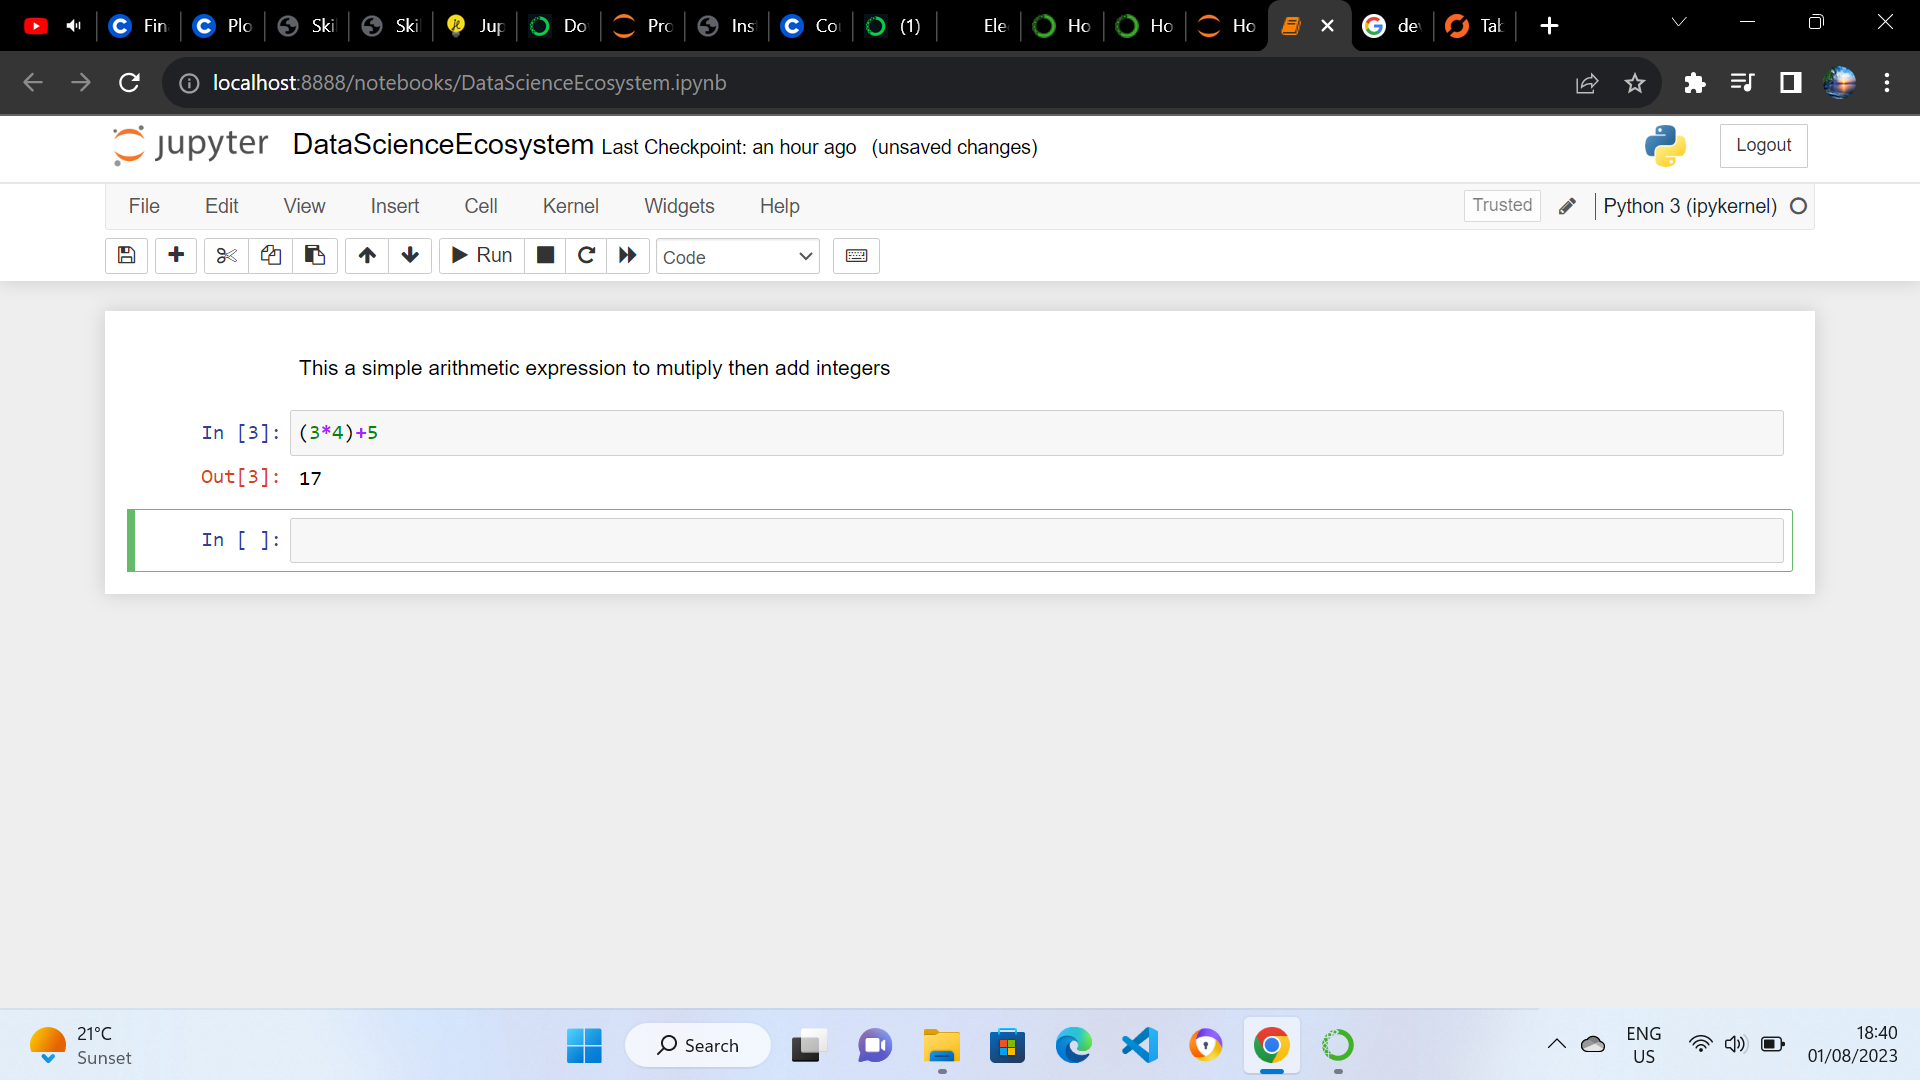 Fin
Plo
Skil
Skil
Jup
Do
Pro
Ins
Co
(1)
Ele
Ho
Ho
Ho
de
Tab
localhost:8888/notebooks/DataScienceEcosystem.ipynb
jupyter DataScienceEcosystem Last Checkpoint: an hour ago (unsaved changes)
Logout
File Edit View Insert Cell Kernel Widgets Help
Trusted
Python 3 (ipykernel)
Run
Code
This a simple arithmetic expression to mutiply then add integers
In [3]: (3*4)+5
Out[3]: 17
In [ ]:
21°C
Sunset
Search
ENG
US
18:40
01/08/2023